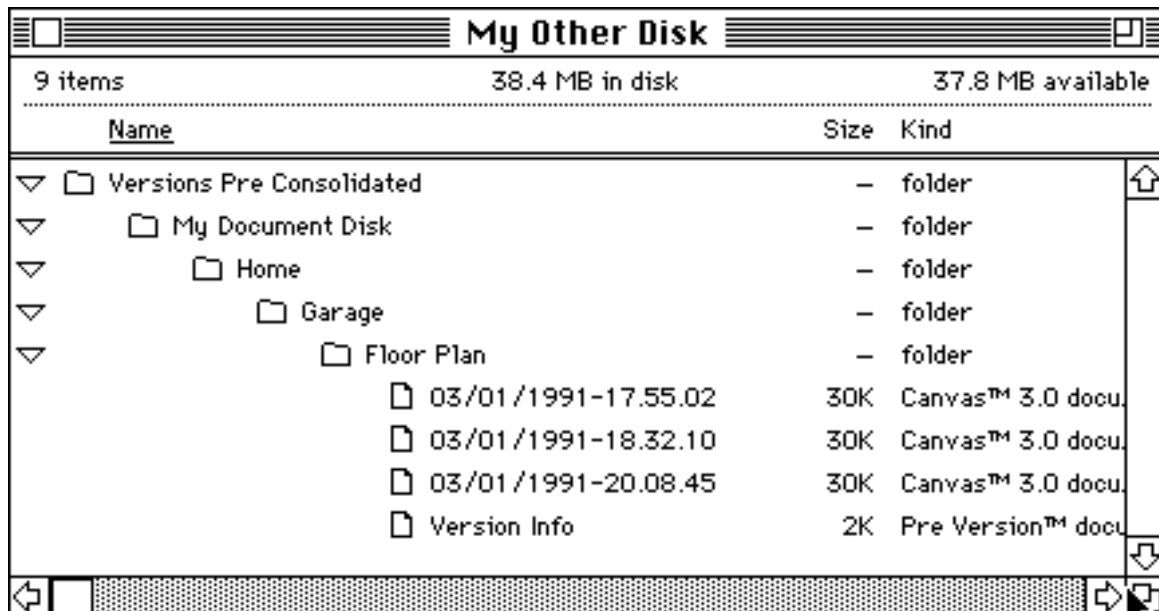 My Other Disk
9 items 38.4 MB in disk 37.8 MB available
Name Size Kind
Versions Pre Consolidated – folder
My Document Disk – folder
Home – folder
Garage – folder
Floor Plan – folder
03/01/1991-17.55.02 30K Canvas™ 3.0 docu.
03/01/1991-18.32.10 30K Canvas™ 3.0 docu.
03/01/1991-20.08.45 30K Canvas™ 3.0 docu.
Version Info 2K Pre Version™ docu